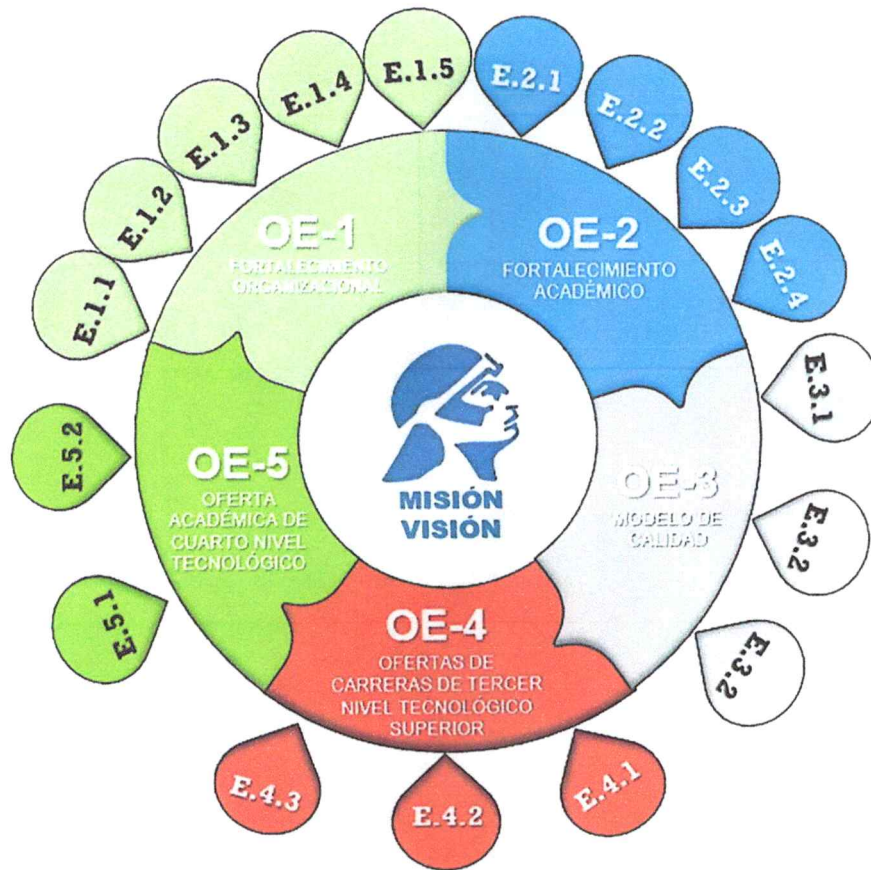 E.1.1
E.1.2
E.1.3
E.1.4
E.1.5
E.2.1
E.2.2
E.2.3
E.2.4
E.3.1
E.3.2
E.3.2
E.4.1
E.4.2
E.4.3
E.5.1
E.5.2
OE-1
FORTALECIMIENTO
ORGANIZACIONAL
OE-2
FORTALECIMIENTO
ACADÉMICO
OE-3
MODELO DE
CALIDAD
OE-4
OFERTAS DE
CARRERAS DE TERCER
NIVEL TECNOLÓGICO
SUPERIOR
OE-5
OFERTA
ACADÉMICA DE
CUARTO NIVEL
TECNOLÓGICO
MISIÓN
VISIÓN